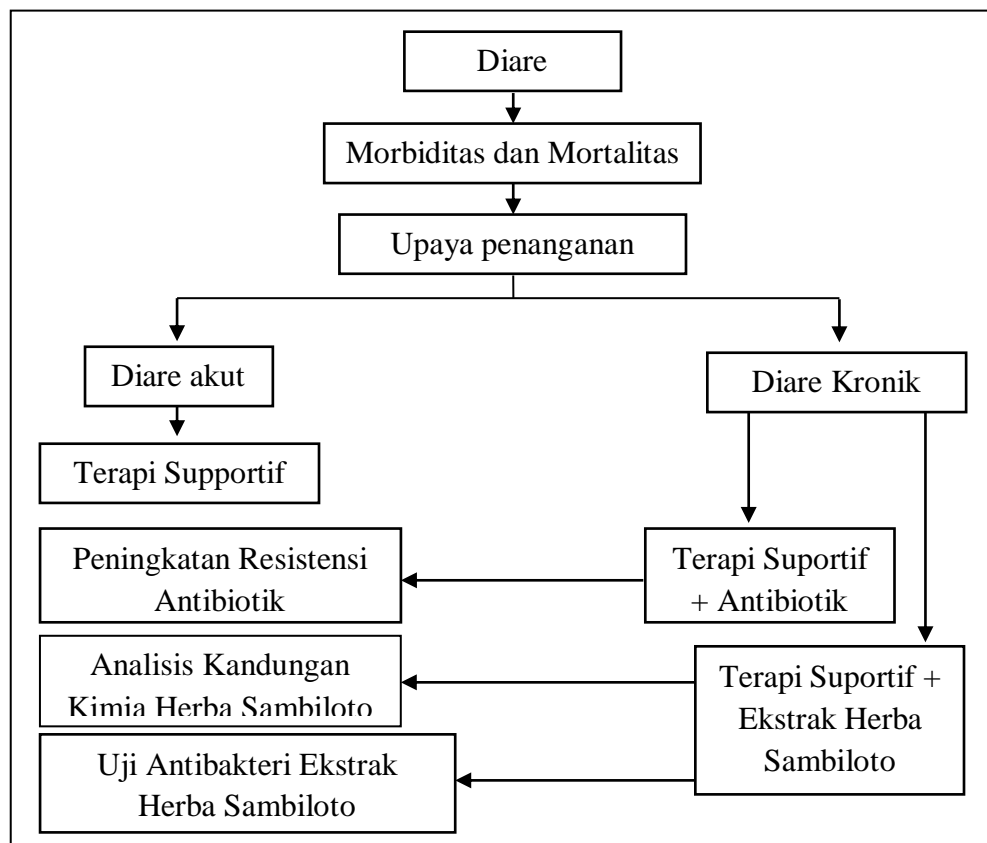 Diare
Morbiditas dan Mortalitas
Upaya penanganan
Diare akut
Diare Kronik
Terapi Supportif
Peningkatan Resistensi
Antibiotik
Terapi Suportif
+ Antibiotik
Analisis Kandungan
Kimia Herba Sambiloto
Terapi Suportif +
Ekstrak Herba
Sambiloto
Uji Antibakteri Ekstrak
Herba Sambiloto